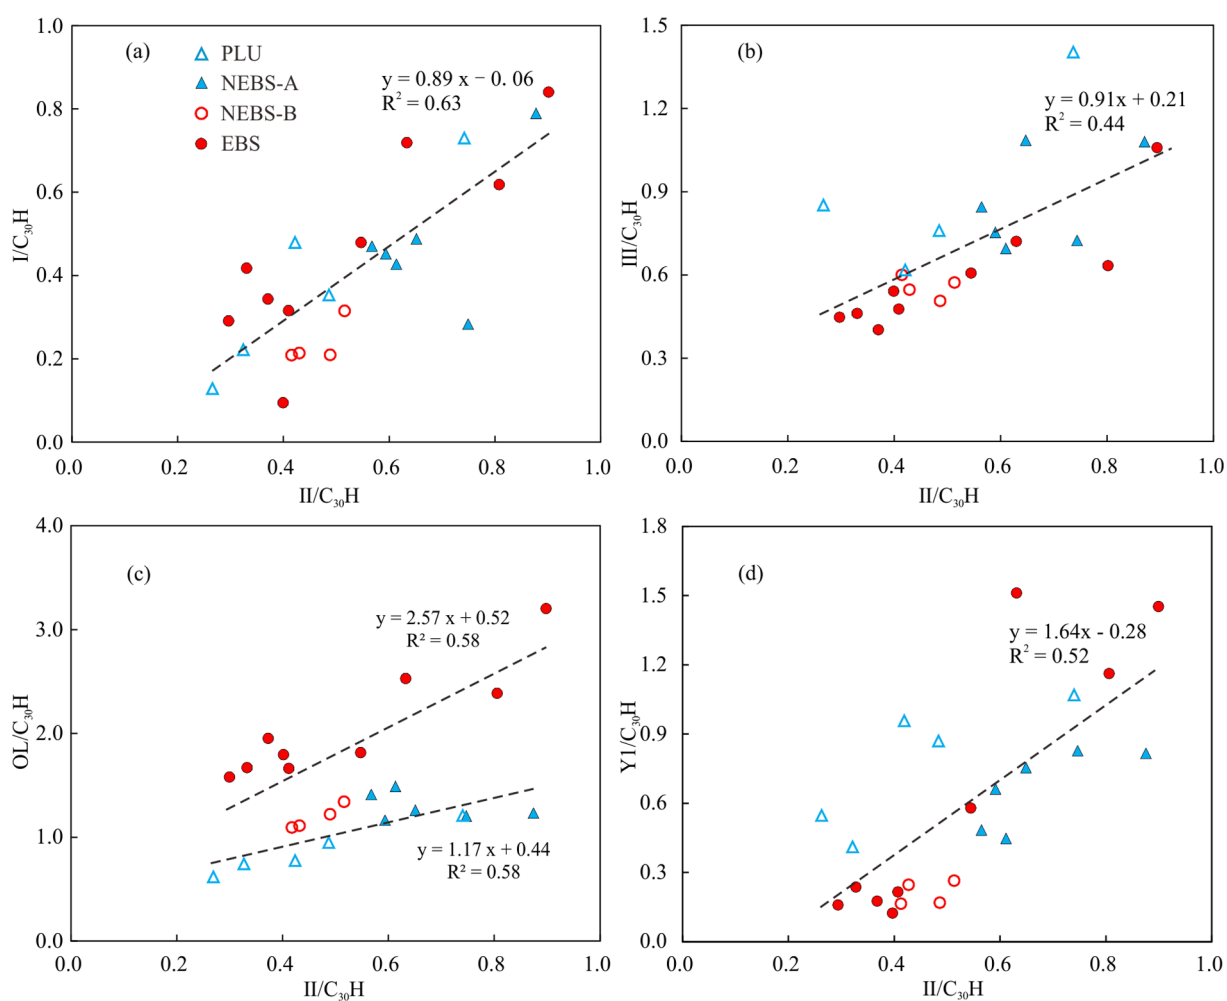 (a)
PLU
NEBS-A
NEBS-B
EBS
y = 0.89 x − 0. 06
R² = 0.63
1.0
0.8
0.6
0.4
0.2
0.0
0.0 0.2 0.4 0.6 0.8 1.0
I/C₃₀H
II/C₃₀H
(b)
y = 0.91x + 0.21
R² = 0.44
1.5
1.2
0.9
0.6
0.3
0.0
0.0 0.2 0.4 0.6 0.8 1.0
III/C₃₀H
II/C₃₀H
(c)
y = 2.57 x + 0.52
R² = 0.58
y = 1.17 x + 0.44
R² = 0.58
4.0
3.0
2.0
1.0
0.0
0.0 0.2 0.4 0.6 0.8 1.0
OL/C₃₀H
II/C₃₀H
(d)
y = 1.64x - 0.28
R² = 0.52
1.8
1.5
1.2
0.9
0.6
0.3
0.0
0.0 0.2 0.4 0.6 0.8 1.0
Y1/C₃₀H
II/C₃₀H